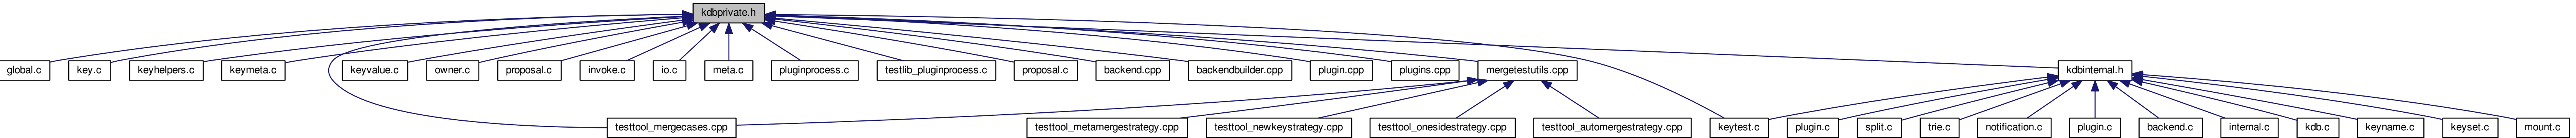 kdbprivate.h
global.c
key.c
keyhelpers.c
keymeta.c
keyvalue.c
owner.c
proposal.c
invoke.c
io.c
meta.c
pluginprocess.c
testlib_pluginprocess.c
proposal.c
backend.cpp
backendbuilder.cpp
plugin.cpp
plugins.cpp
mergetestutils.cpp
kdbinternal.h
testtool_mergecases.cpp
testtool_metamergestrategy.cpp
testtool_newkeystrategy.cpp
testtool_onesidestrategy.cpp
testtool_automergestrategy.cpp
keytest.c
plugin.c
split.c
trie.c
notification.c
plugin.c
backend.c
internal.c
kdb.c
keyname.c
keyset.c
mount.c